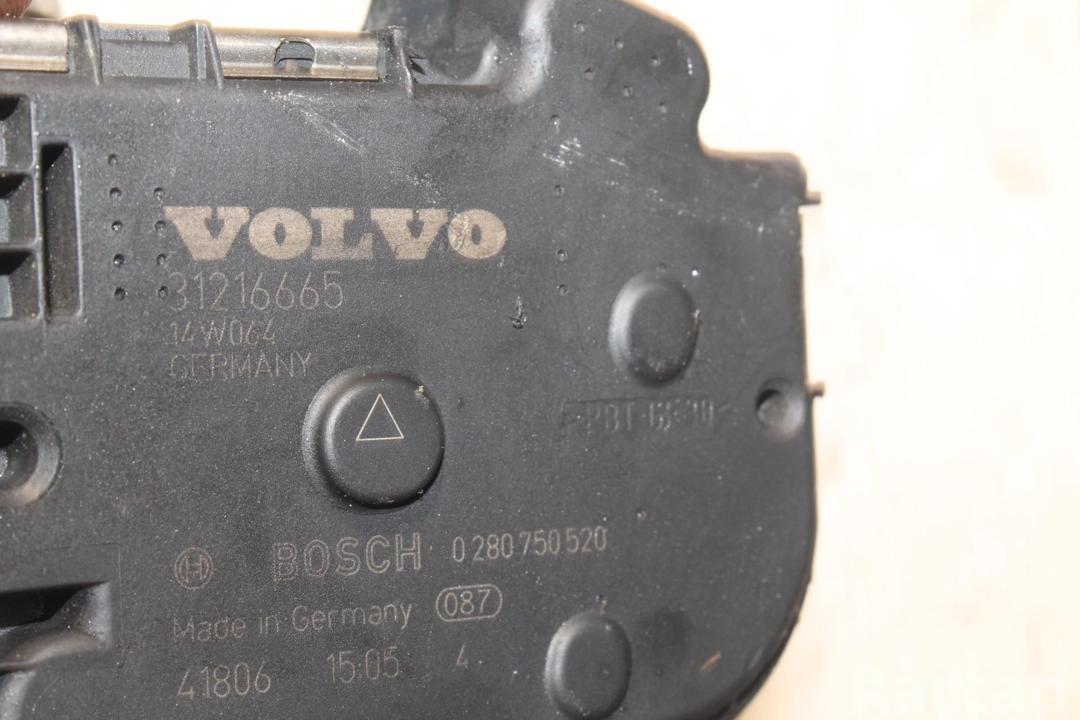 VOLVO
31216665
14W064
GERMANY
BOSCH 0 280 750 520
Made in Germany 087
41806 15.05 4